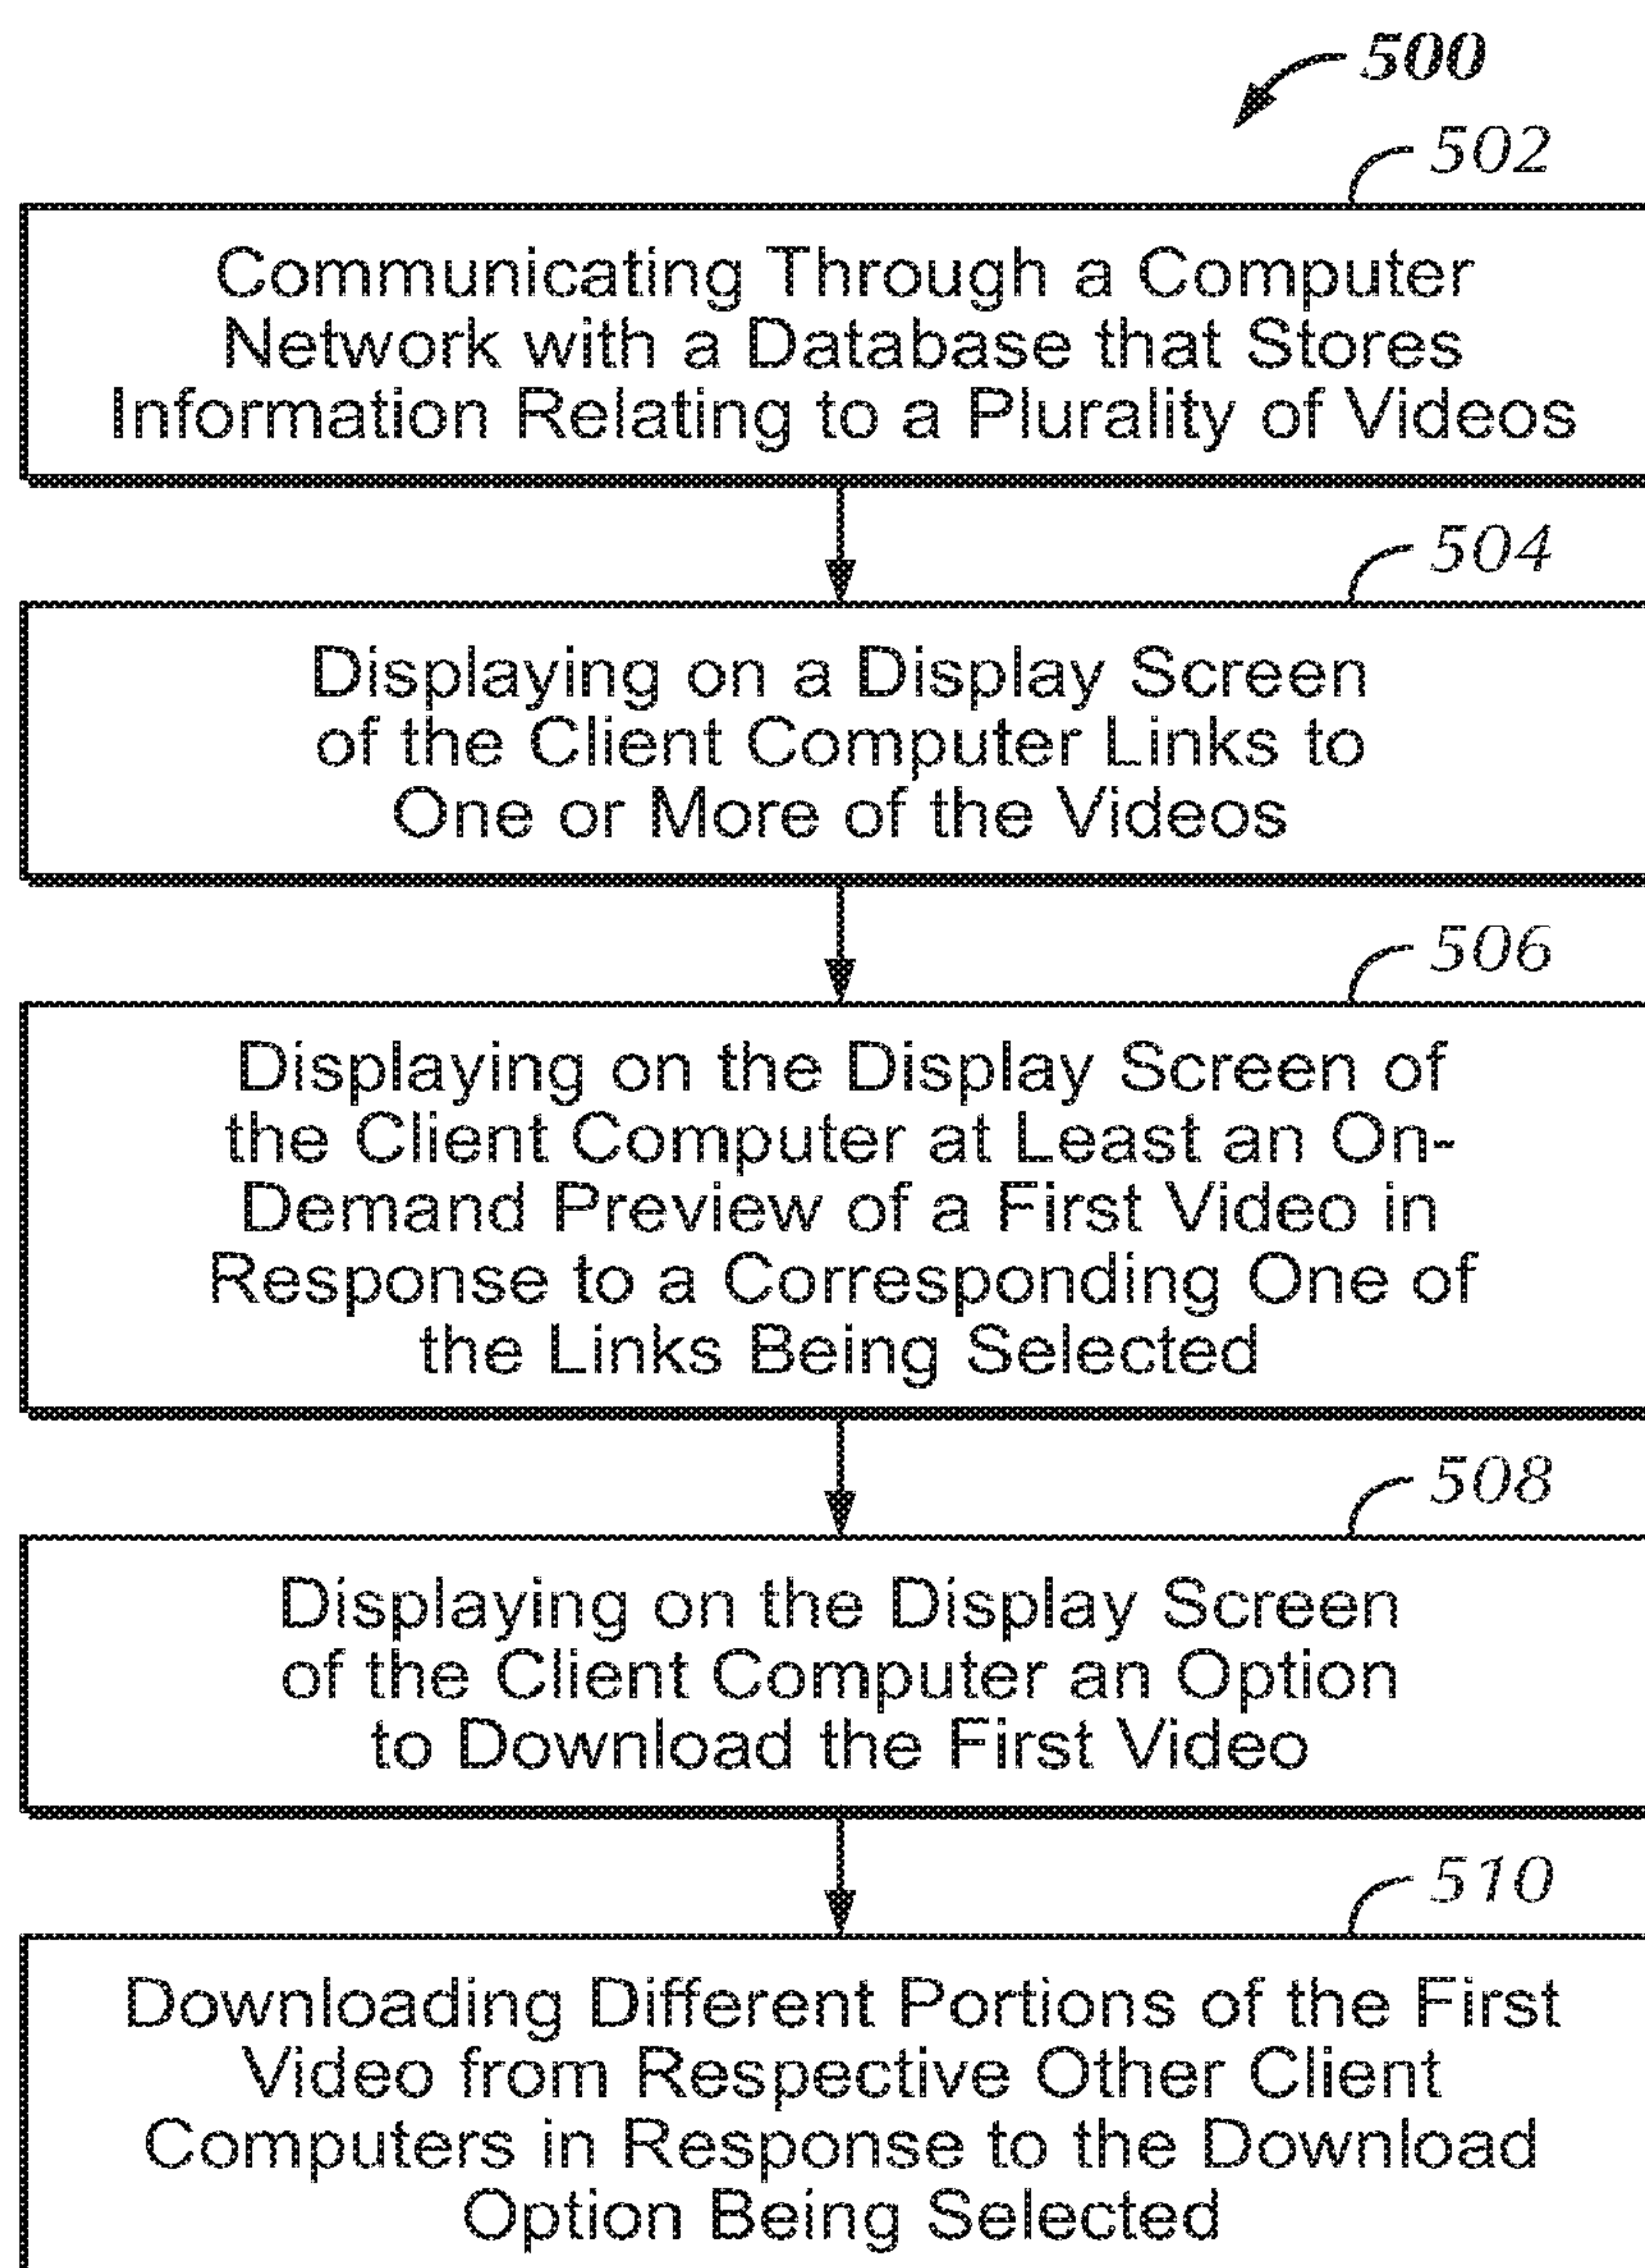 500
502
Communicating Through a Computer
Network with a Database that Stores
Information Relating to a Plurality of Videos
504
Displaying on a Display Screen
of the Client Computer Links to
One or More of the Videos
506
Displaying on the Display Screen of
the Client Computer at Least an On-
Demand Preview of a First Video in
Response to a Corresponding One of
the Links Being Selected
508
Displaying on the Display Screen
of the Client Computer an Option
to Download the First Video
510
Downloading Different Portions of the First
Video from Respective Other Client
Computers in Response to the Download
Option Being Selected